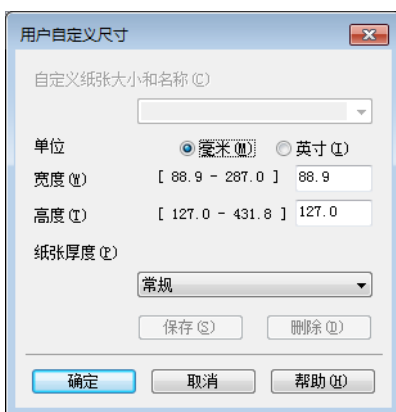 用户自定义尺寸
自定义纸张大小和名称(C)
单位 毫米(M) 英寸(I)
宽度(W) [ 88.9 - 287.0 ] 88.9
高度(T) [ 127.0 - 431.8 ] 127.0
纸张厚度(P)
常规
保存(S) 删除(D)
确定 取消 帮助(H)